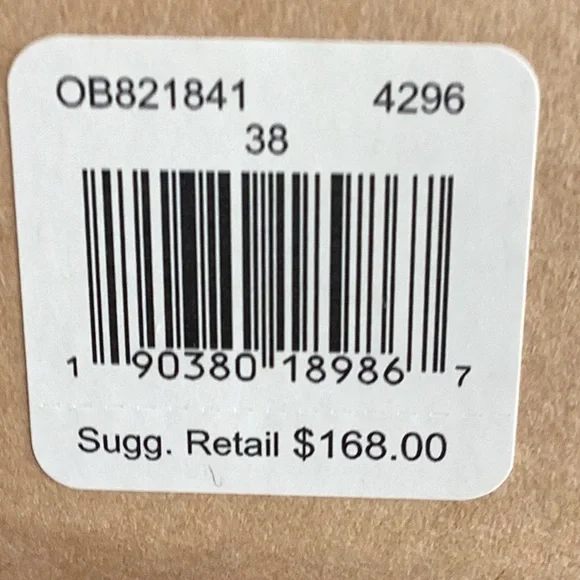 OB821841 4296
38
1 90380 18986 7
Sugg. Retail $168.00